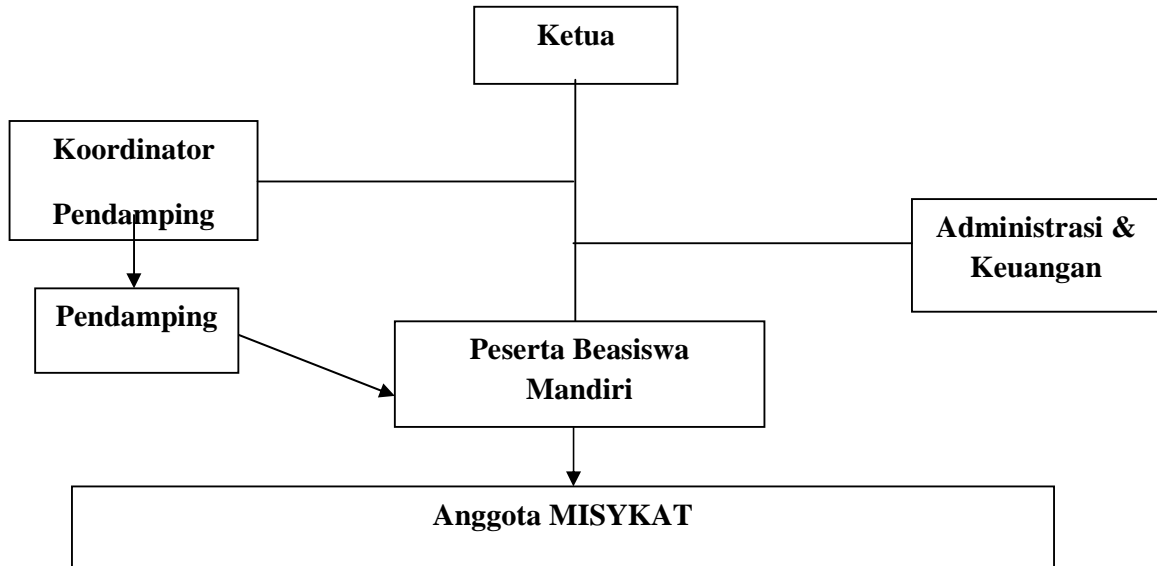 Ketua
Koordinator
Pendamping
Administrasi &
Keuangan
Pendamping
Peserta Beasiswa
Mandiri
Anggota MISYKAT